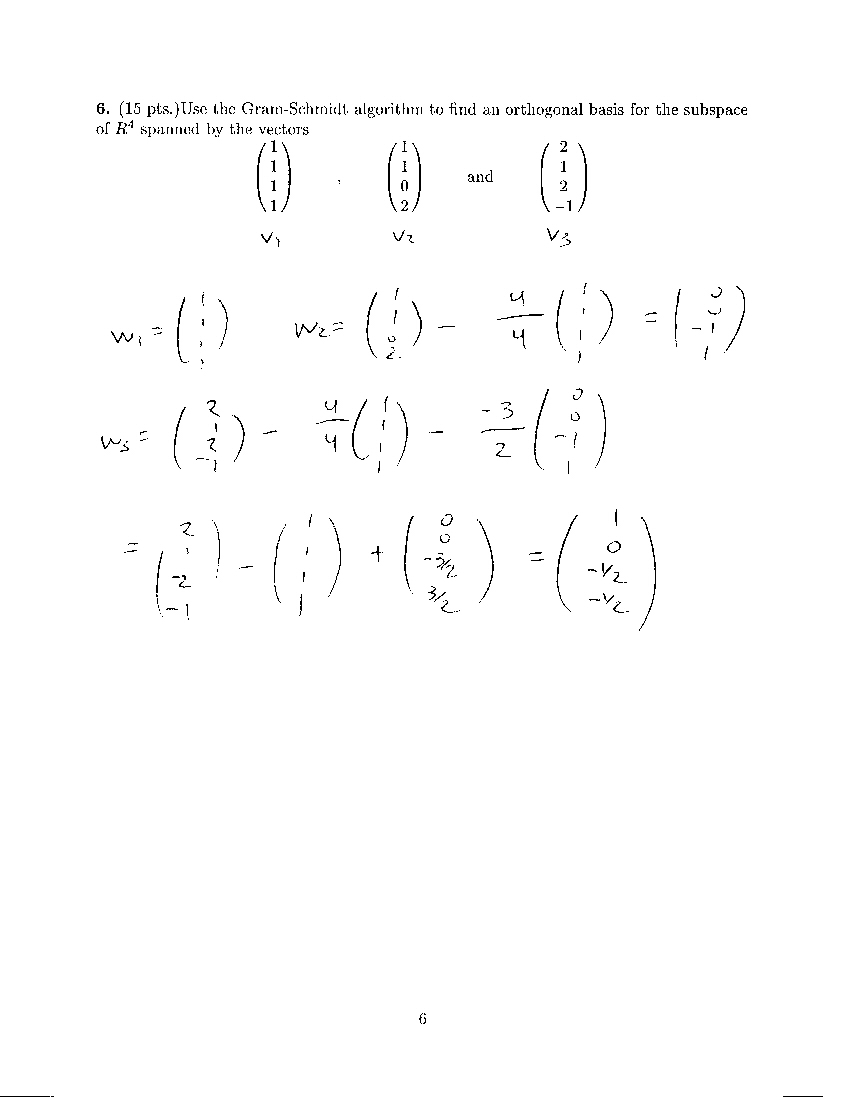 6. (15 pts.)Use the Gram-Schmidt algorithm to find an orthogonal basis for the subspace
of R⁴ spanned by the vectors
(1 1 1 1) , (1 1 0 2) and (2 1 2 −1)
v₁ v₂ v₃
w₁ = (1 1 1 1) w₂ = (1 1 0 2) − 4/4 (1 1 1) = (0 0 −1 1)
w₃ = (2 1 2 −1) − 4/4 (1 1 1 1) − −3/2 (0 0 −1 1)
= (2 1 −2 −1) − (1 1 1 1) + (0 0 −3/2 3/2) = (1 0 −1/2 −1/2)
6